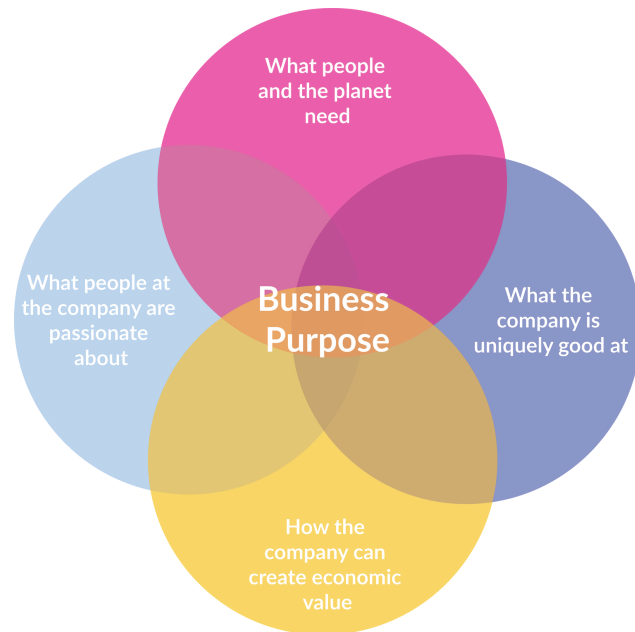 What people
and the planet
need
What people at
the company are
passionate
about
Business
Purpose
What the
company is
uniquely good at
How the
company can
create economic
value